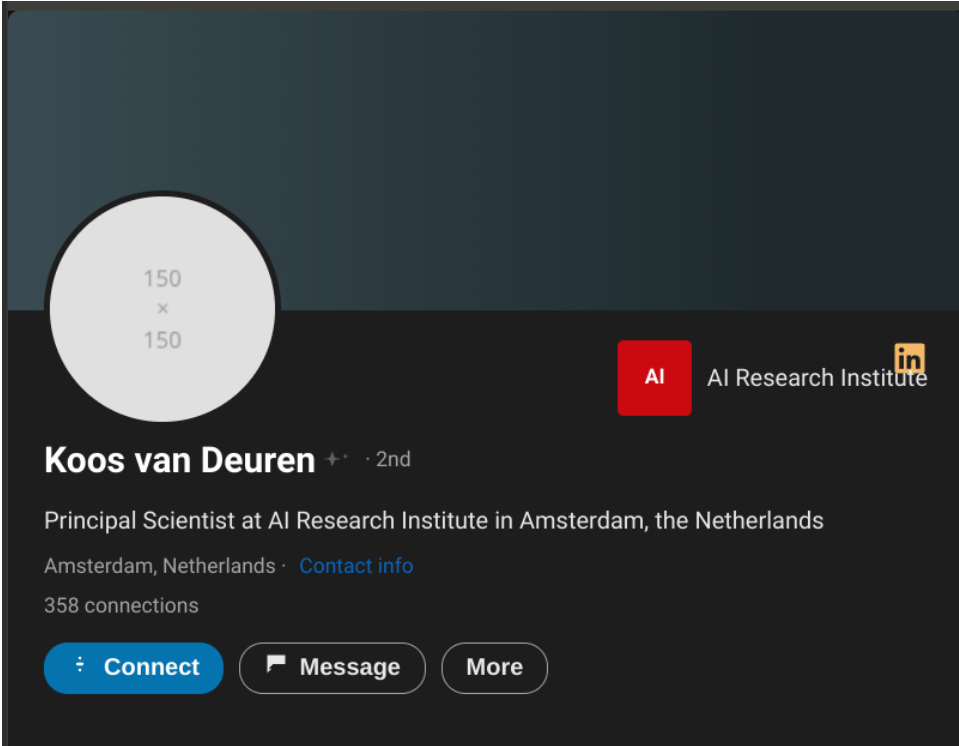 150
×
150
AI
AI Research Institute
in
Koos van Deuren · 2nd
Principal Scientist at AI Research Institute in Amsterdam, the Netherlands
Amsterdam, Netherlands · Contact info
358 connections
Connect
Message
More